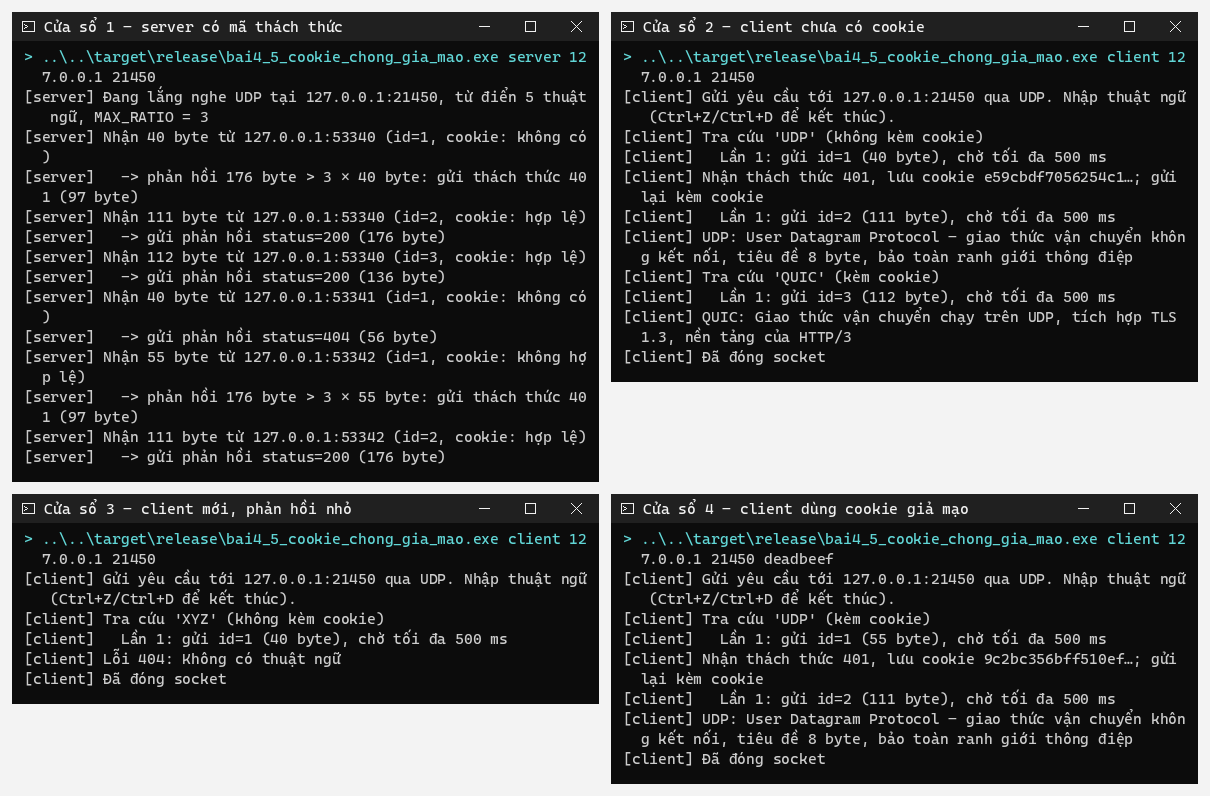 Cửa sổ 1 — server có mã thách thức
> ..\..\target\release\bai4_5_cookie_chong_gia_mao.exe server 12
7.0.0.1 21450
[server] Đang lắng nghe UDP tại 127.0.0.1:21450, từ điển 5 thuật
ngữ, MAX_RATIO = 3
[server] Nhận 40 byte từ 127.0.0.1:53340 (id=1, cookie: không có
)
[server]   -> phản hồi 176 byte > 3 × 40 byte: gửi thách thức 40
1 (97 byte)
[server] Nhận 111 byte từ 127.0.0.1:53340 (id=2, cookie: hợp lệ)
[server]   -> gửi phản hồi status=200 (176 byte)
[server] Nhận 112 byte từ 127.0.0.1:53340 (id=3, cookie: hợp lệ)
[server]   -> gửi phản hồi status=200 (136 byte)
[server] Nhận 40 byte từ 127.0.0.1:53341 (id=1, cookie: không có
)
[server]   -> gửi phản hồi status=404 (56 byte)
[server] Nhận 55 byte từ 127.0.0.1:53342 (id=1, cookie: không hợ
p lệ)
[server]   -> phản hồi 176 byte > 3 × 55 byte: gửi thách thức 40
1 (97 byte)
[server] Nhận 111 byte từ 127.0.0.1:53342 (id=2, cookie: hợp lệ)
[server]   -> gửi phản hồi status=200 (176 byte)
Cửa sổ 2 — client chưa có cookie
> ..\..\target\release\bai4_5_cookie_chong_gia_mao.exe client 12
7.0.0.1 21450
[client] Gửi yêu cầu tới 127.0.0.1:21450 qua UDP. Nhập thuật ngữ
(Ctrl+Z/Ctrl+D để kết thúc).
[client] Tra cứu 'UDP' (không kèm cookie)
[client]   Lần 1: gửi id=1 (40 byte), chờ tối đa 500 ms
[client] Nhận thách thức 401, lưu cookie e59cbdf7056254c1…; gửi
lại kèm cookie
[client]   Lần 1: gửi id=2 (111 byte), chờ tối đa 500 ms
[client] UDP: User Datagram Protocol — giao thức vận chuyển khôn
g kết nối, tiêu đề 8 byte, bảo toàn ranh giới thông điệp
[client] Tra cứu 'QUIC' (kèm cookie)
[client]   Lần 1: gửi id=3 (112 byte), chờ tối đa 500 ms
[client] QUIC: Giao thức vận chuyển chạy trên UDP, tích hợp TLS
1.3, nền tảng của HTTP/3
[client] Đã đóng socket
Cửa sổ 3 — client mới, phản hồi nhỏ
> ..\..\target\release\bai4_5_cookie_chong_gia_mao.exe client 12
7.0.0.1 21450
[client] Gửi yêu cầu tới 127.0.0.1:21450 qua UDP. Nhập thuật ngữ
(Ctrl+Z/Ctrl+D để kết thúc).
[client] Tra cứu 'XYZ' (không kèm cookie)
[client]   Lần 1: gửi id=1 (40 byte), chờ tối đa 500 ms
[client] Lỗi 404: Không có thuật ngữ
[client] Đã đóng socket
Cửa sổ 4 — client dùng cookie giả mạo
> ..\..\target\release\bai4_5_cookie_chong_gia_mao.exe client 12
7.0.0.1 21450 deadbeef
[client] Gửi yêu cầu tới 127.0.0.1:21450 qua UDP. Nhập thuật ngữ
(Ctrl+Z/Ctrl+D để kết thúc).
[client] Tra cứu 'UDP' (kèm cookie)
[client]   Lần 1: gửi id=1 (55 byte), chờ tối đa 500 ms
[client] Nhận thách thức 401, lưu cookie 9c2bc356bff510ef…; gửi
lại kèm cookie
[client]   Lần 1: gửi id=2 (111 byte), chờ tối đa 500 ms
[client] UDP: User Datagram Protocol — giao thức vận chuyển khôn
g kết nối, tiêu đề 8 byte, bảo toàn ranh giới thông điệp
[client] Đã đóng socket